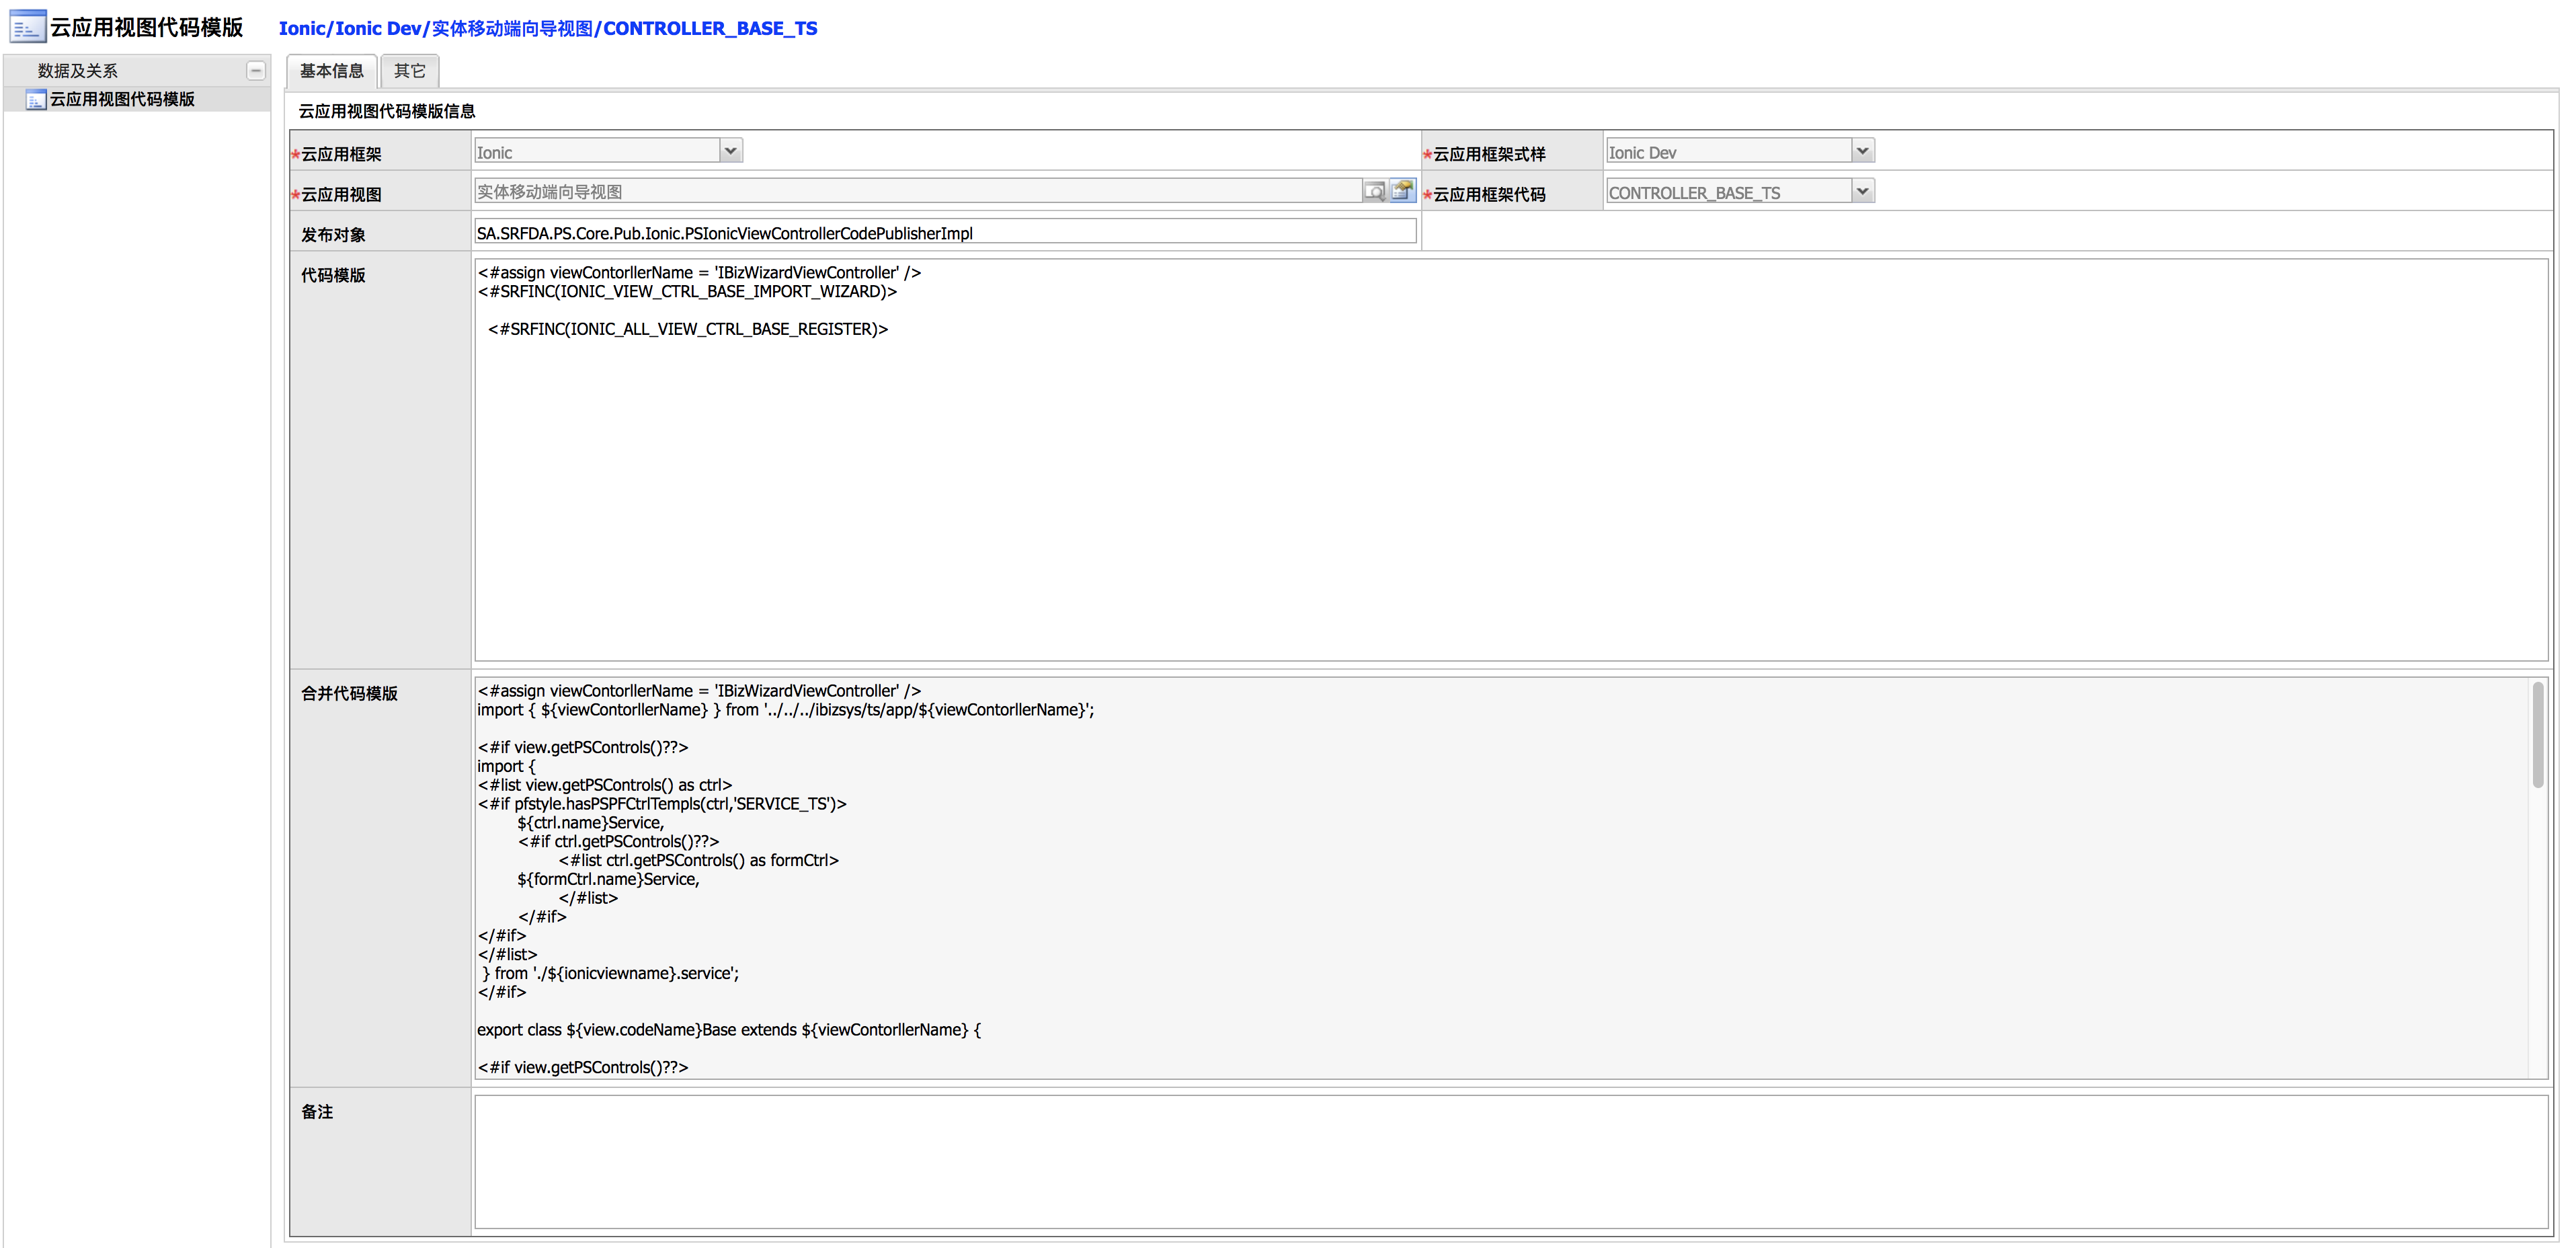 云应用视图代码模版
Ionic/Ionic Dev/实体移动端向导视图/CONTROLLER_BASE_TS
数据及关系
云应用视图代码模版
基本信息
其它
云应用视图代码模版信息
*云应用框架
Ionic
*云应用框架式样
Ionic Dev
*云应用视图
实体移动端向导视图
*云应用框架代码
CONTROLLER_BASE_TS
发布对象
SA.SRFDA.PS.Core.Pub.Ionic.PSIonicViewControllerCodePublisherImpl
代码模版
<#assign viewContorllerName = 'IBizWizardViewController' />
<#SRFINC(IONIC_VIEW_CTRL_BASE_IMPORT_WIZARD)>
<#SRFINC(IONIC_ALL_VIEW_CTRL_BASE_REGISTER)>
合并代码模版
<#assign viewContorllerName = 'IBizWizardViewController' />
import { ${viewContorllerName} } from '../../../ibizsys/ts/app/${viewContorllerName}';
<#if view.getPSControls()??>
import {
<#list view.getPSControls() as ctrl>
<#if pfstyle.hasPSPFCtrlTempls(ctrl,'SERVICE_TS')>
${ctrl.name}Service,
<#if ctrl.getPSControls()??>
<#list ctrl.getPSControls() as formCtrl>
${formCtrl.name}Service,
</#list>
</#if>
</#if>
</#list>
} from './${ionicviewname}.service';
</#if>
export class ${view.codeName}Base extends ${viewContorllerName} {
<#if view.getPSControls()??>
备注